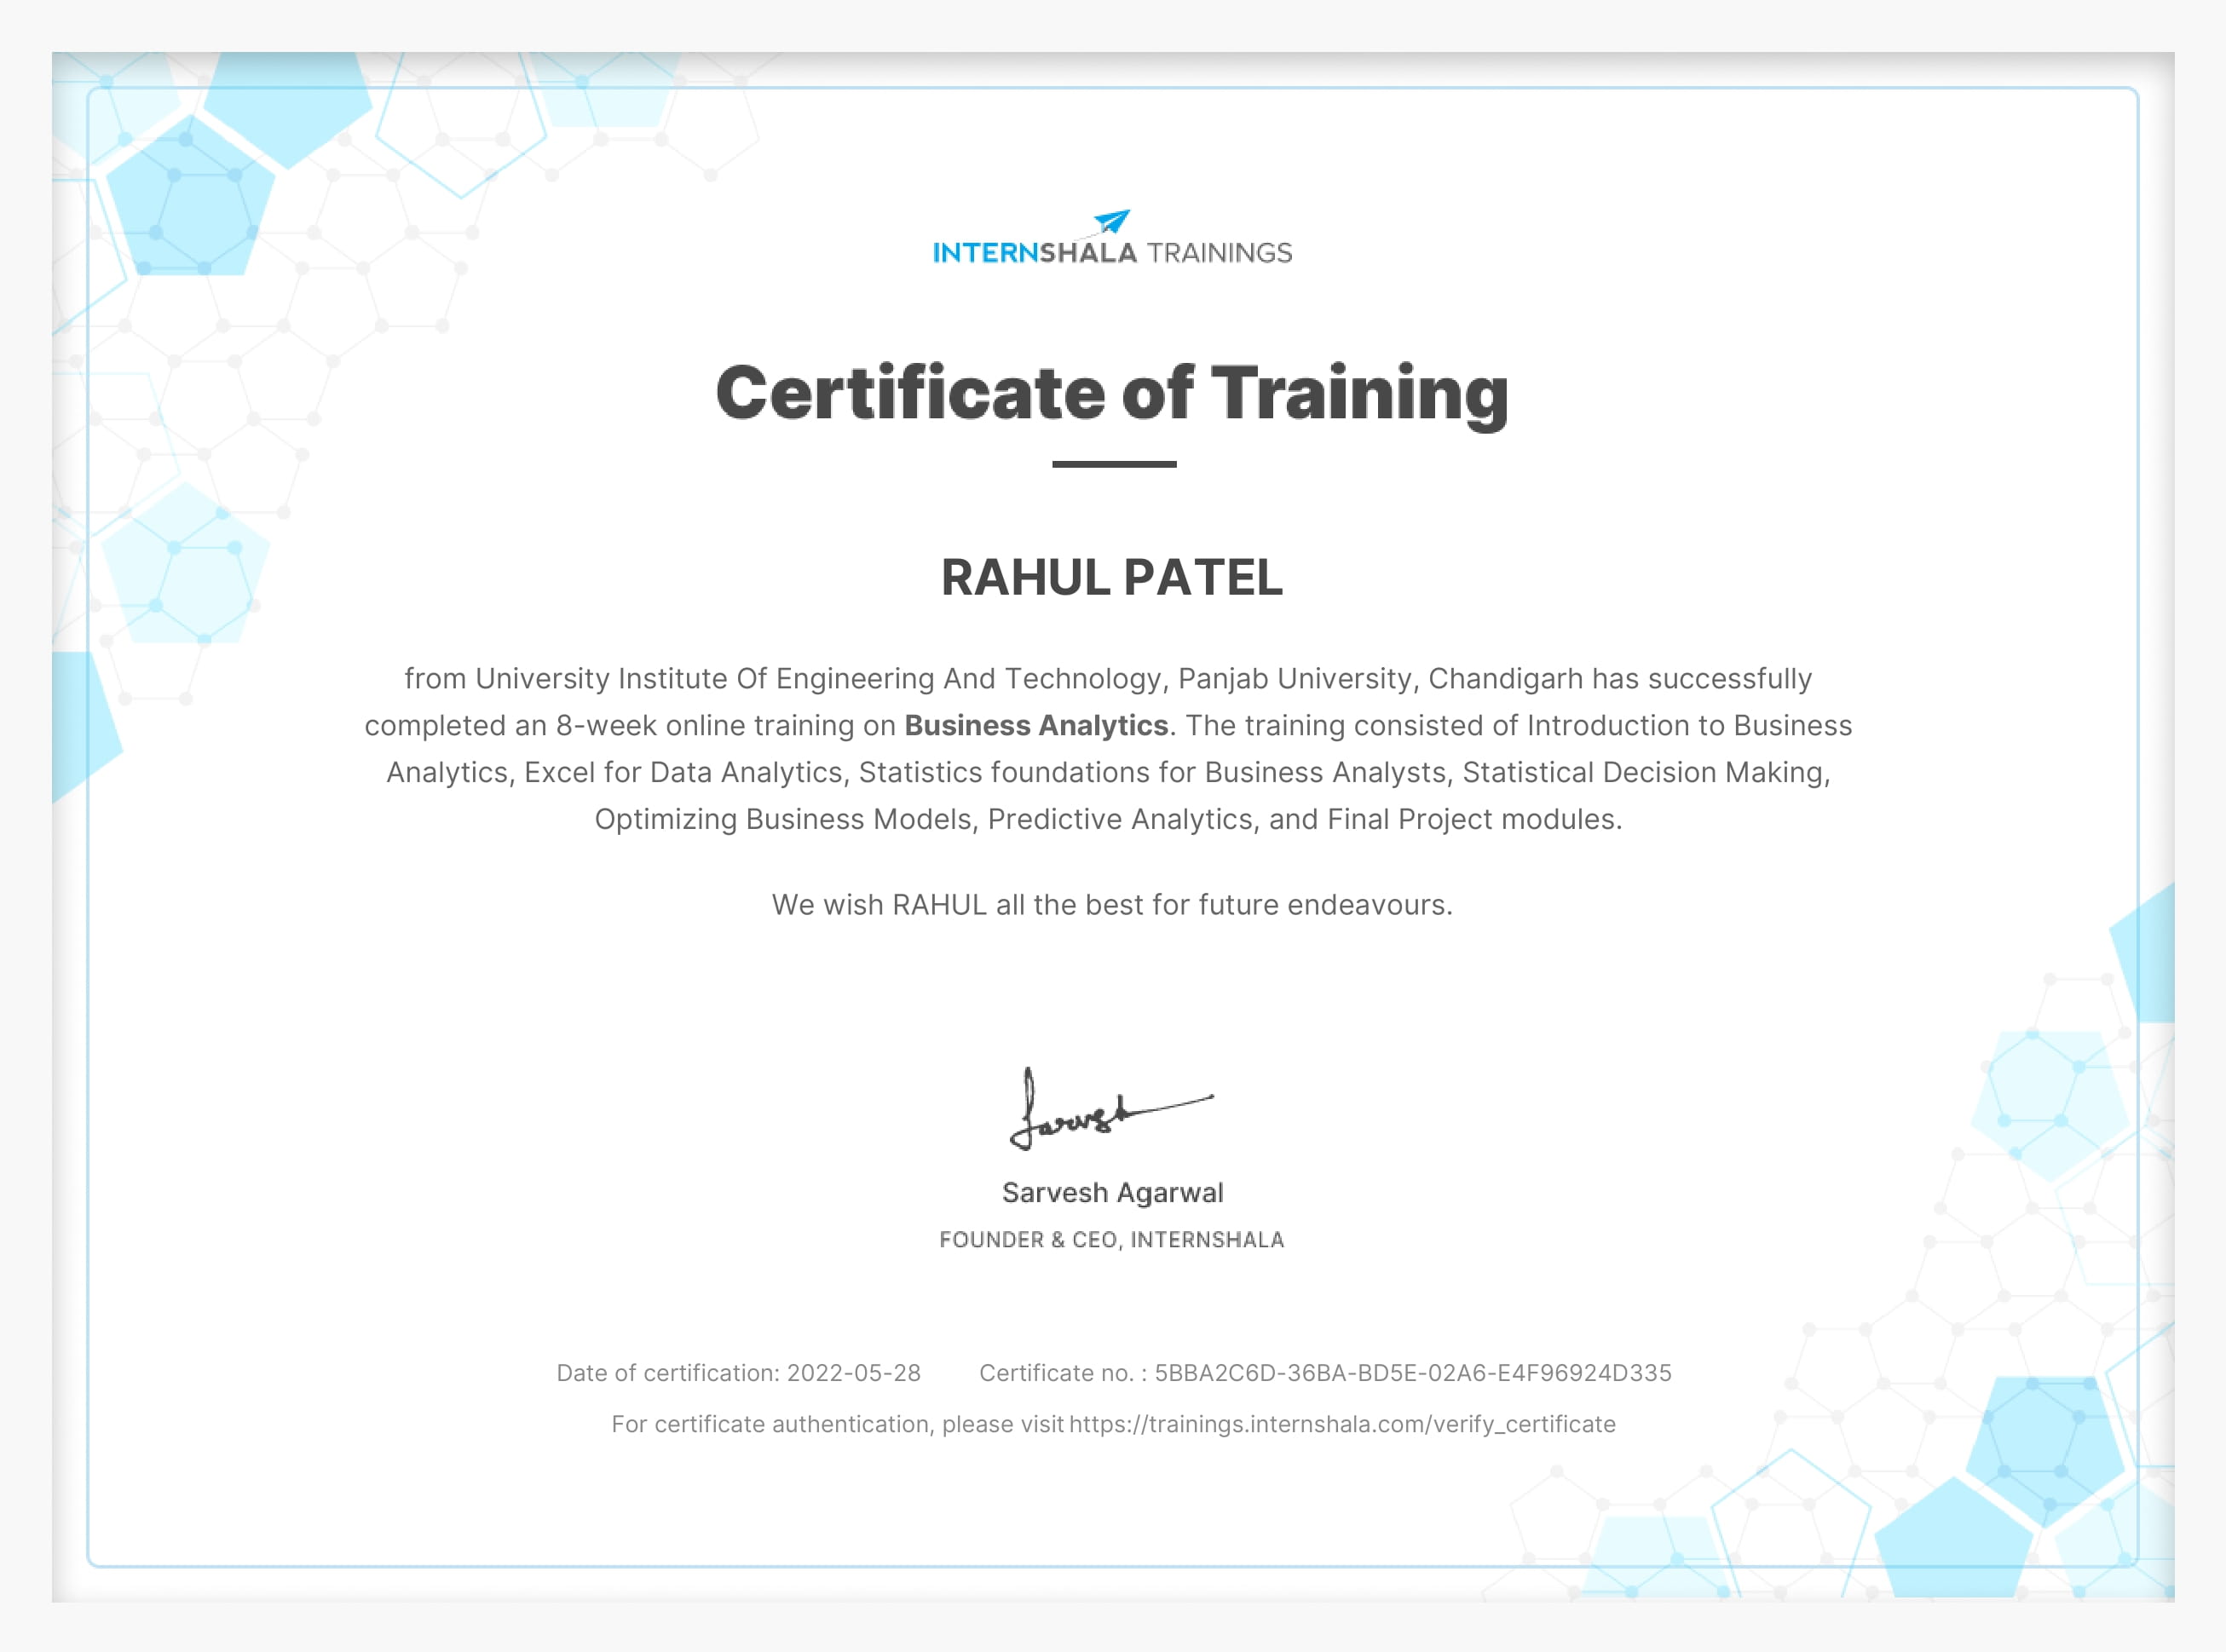 INTERNSHALA TRAININGS
Certificate of Training
RAHUL PATEL
from University Institute Of Engineering And Technology, Panjab University, Chandigarh has successfully
completed an 8-week online training on Business Analytics. The training consisted of Introduction to Business
Analytics, Excel for Data Analytics, Statistics foundations for Business Analysts, Statistical Decision Making,
Optimizing Business Models, Predictive Analytics, and Final Project modules.
We wish RAHUL all the best for future endeavours.
Sarvesh
Sarvesh Agarwal
FOUNDER & CEO, INTERNSHALA
Date of certification: 2022-05-28 Certificate no. : 5BBA2C6D-36BA-BD5E-02A6-E4F96924D335
For certificate authentication, please visit https://trainings.internshala.com/verify_certificate